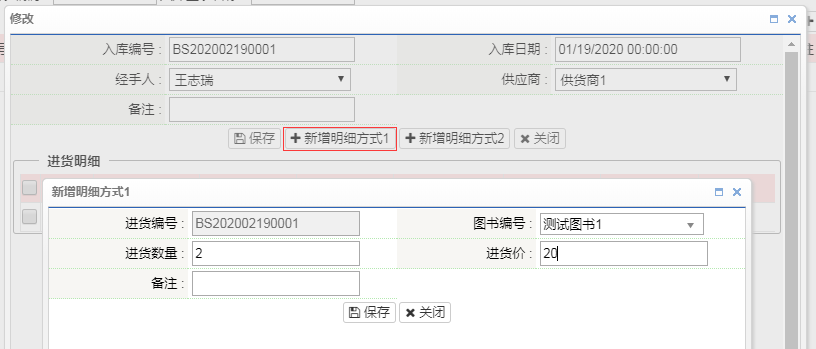 修改
入库编号： BS202002190001 入库日期： 01/19/2020 00:00:00
经手人： 王志瑞 供应商： 供货商1
备注：
保存 新增明细方式1 新增明细方式2 关闭
进货明细
新增明细方式1
进货编号： BS202002190001 图书编号： 测试图书1
进货数量： 2 进货价： 20
备注：
保存 关闭